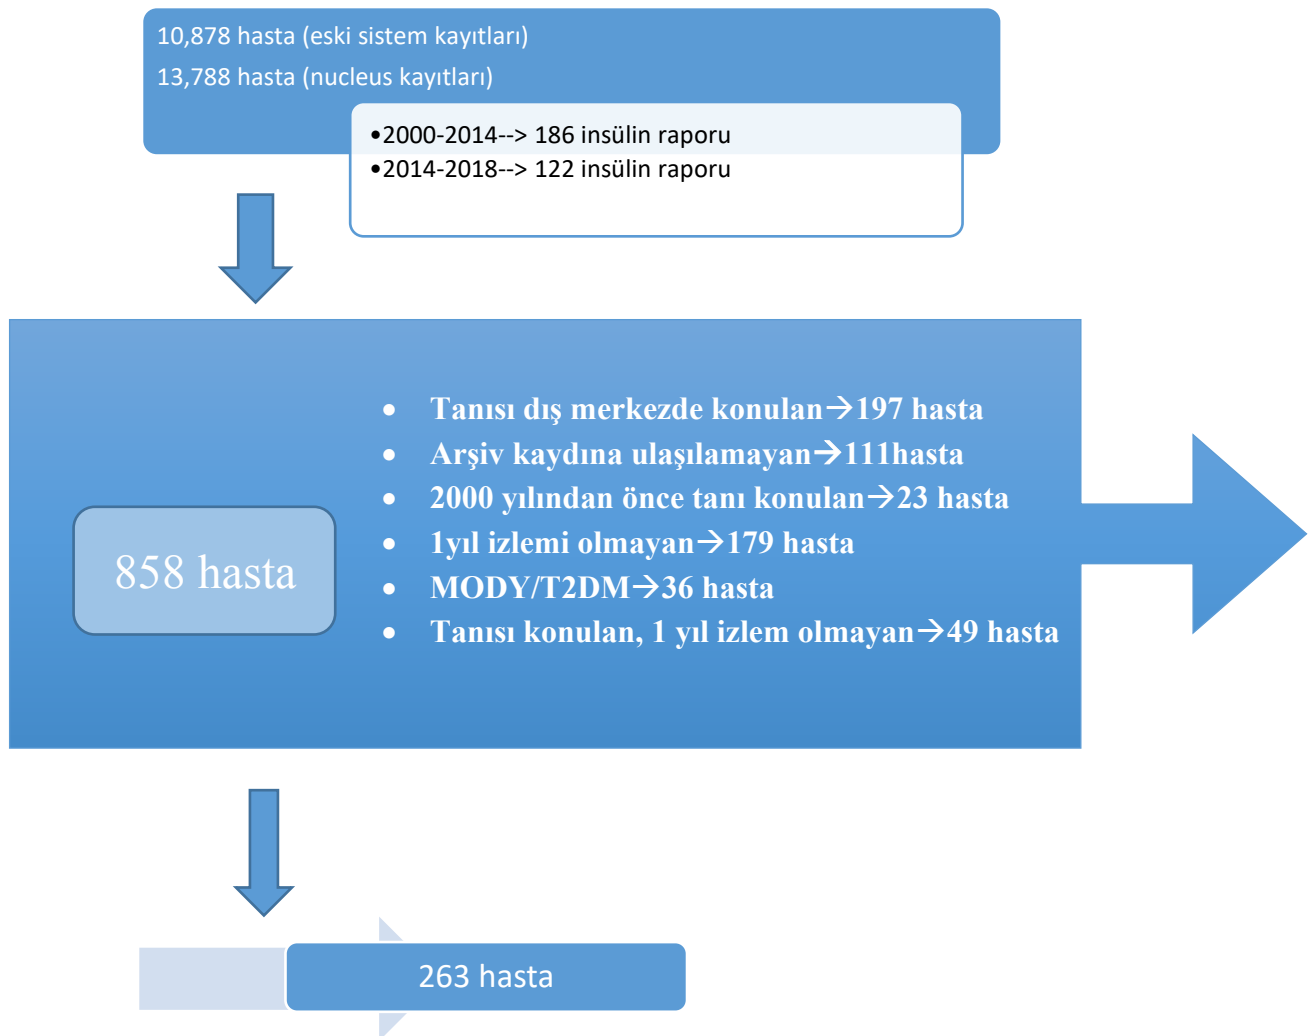 10,878 hasta (eski sistem kayıtları)
13,788 hasta (nucleus kayıtları)
•2000-2014--> 186 insülin raporu
•2014-2018--> 122 insülin raporu
• Tanısı dış merkezde konulan→197 hasta
• Arşiv kaydına ulaşılamayan→111hasta
• 2000 yılından önce tanı konulan→23 hasta
• 1yıl izlemi olmayan→179 hasta
• MODY/T2DM→36 hasta
• Tanısı konulan, 1 yıl izlem olmayan→49 hasta
858 hasta
263 hasta